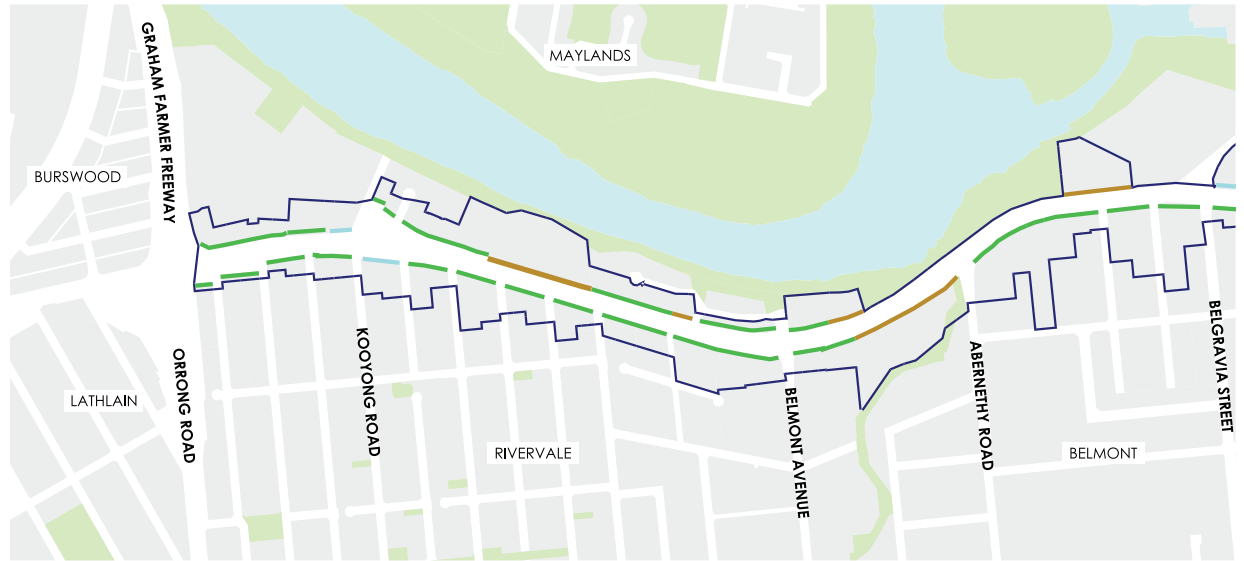 MAYLANDS
GRAHAM FARMER FREEWAY
BURSWOOD
LATHLAIN
ORRONG ROAD
KOOYONG ROAD
RIVERVALE
BELMONT AVENUE
ABERNETHY ROAD
BELMONT
BELGRAVIA STREET